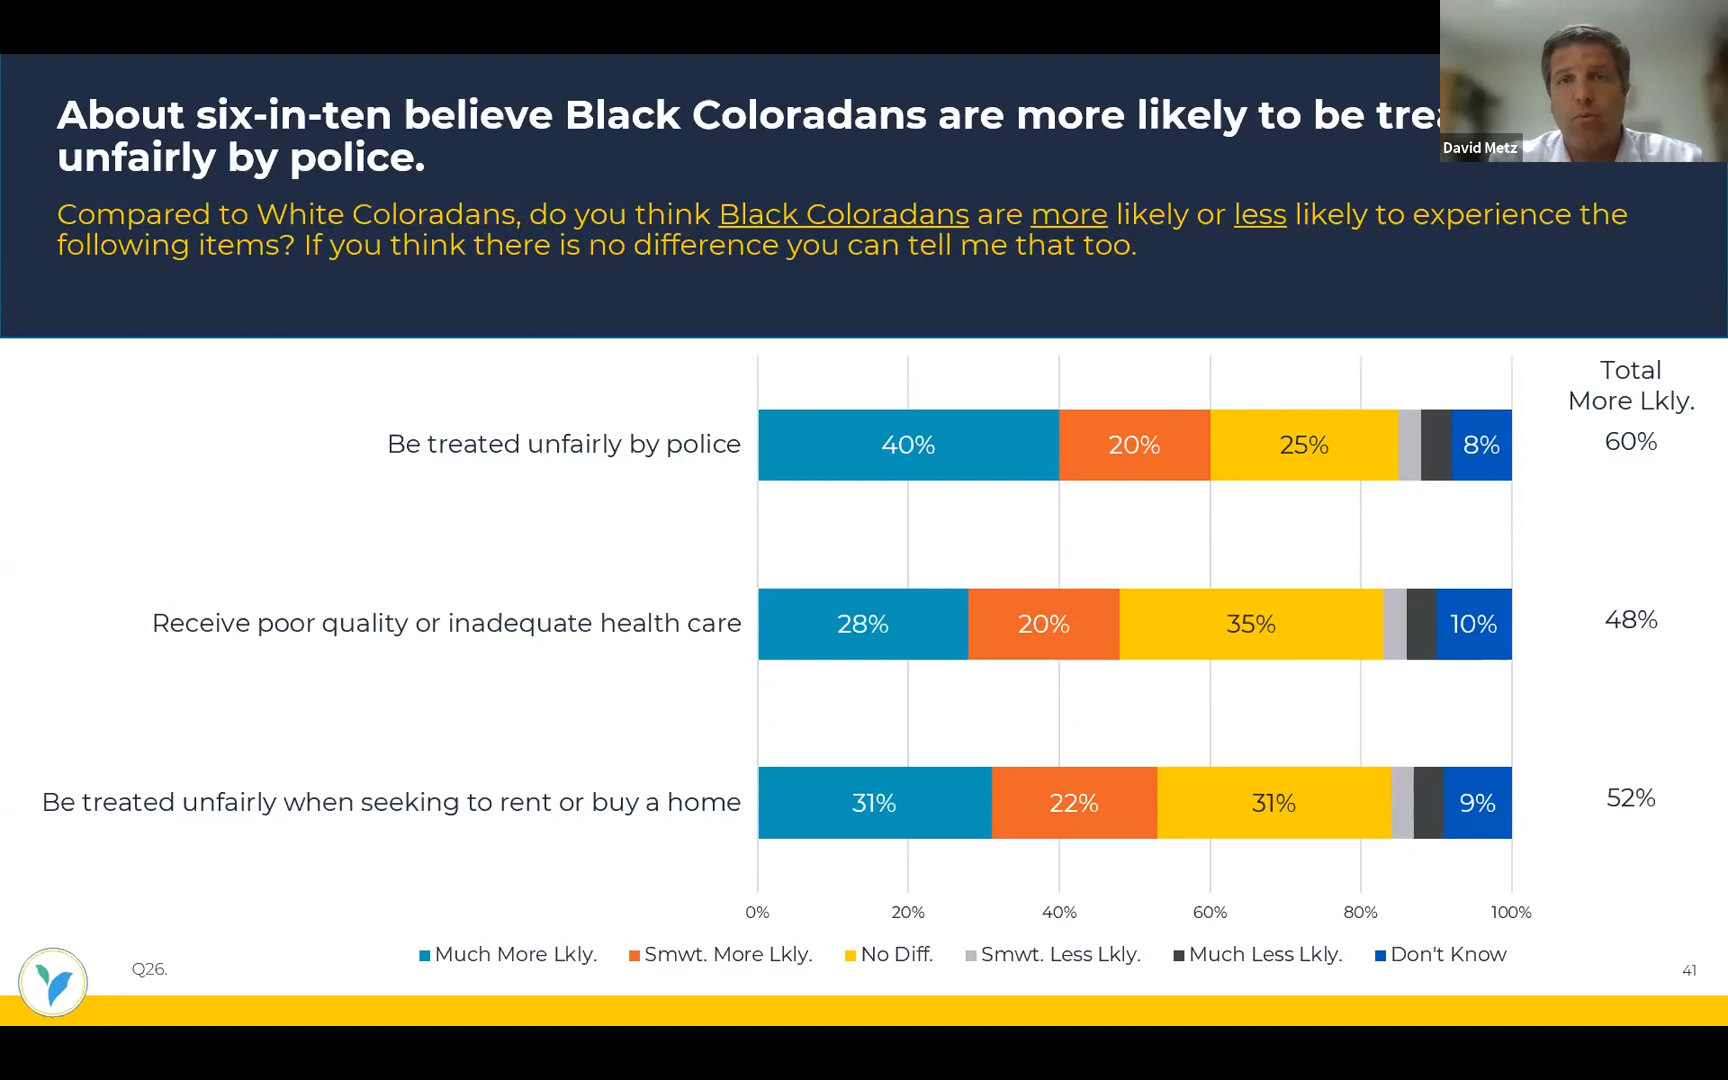 About six-in-ten believe Black Coloradans are more likely to be
unfairly by police.
David Metz
Compared to White Coloradans, do you think Black Coloradans are more likely or less likely to experience the
following items? If you think there is no difference you can tell me that too.
Total
More Lkly.
Be treated unfairly by police 40% 20% 25% 8% 60%
Receive poor quality or inadequate health care 28% 20% 35% 10% 48%
Be treated unfairly when seeking to rent or buy a home 31% 22% 31% 9% 52%
0% 20% 40% 60% 80% 100%
Much More Lkly. Smwt. More Lkly. No Diff. Smwt. Less Lkly. Much Less Lkly. Don't Know
Q26.
41